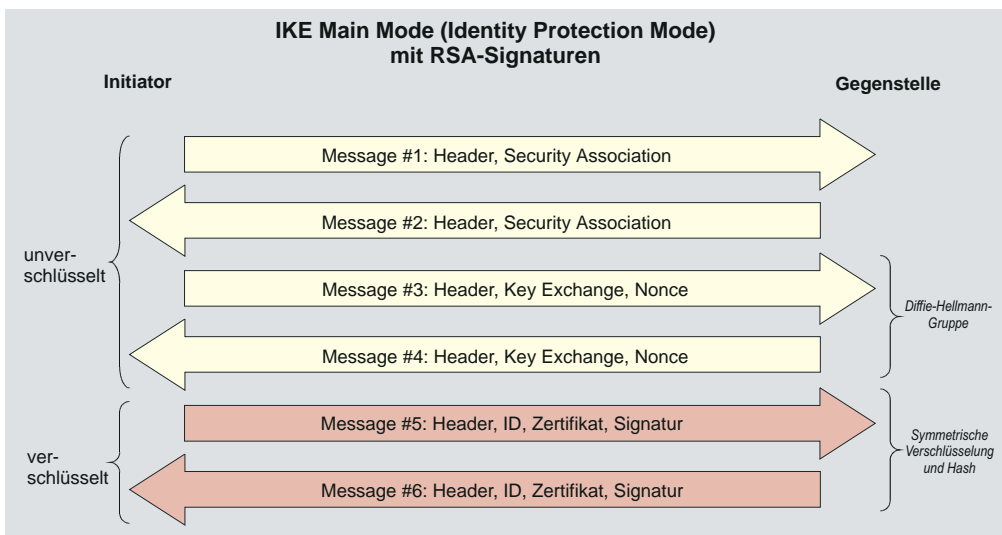 IKE Main Mode (Identity Protection Mode)
mit RSA-Signaturen
Initiator
Gegenstelle
Message #1: Header, Security Association
Message #2: Header, Security Association
unver-
schlüsselt
Message #3: Header, Key Exchange, Nonce
Diffie-Hellmann-
Gruppe
Message #4: Header, Key Exchange, Nonce
Message #5: Header, ID, Zertifikat, Signatur
ver-
schlüsselt
Symmetrische
Verschlüsselung
und Hash
Message #6: Header, ID, Zertifikat, Signatur